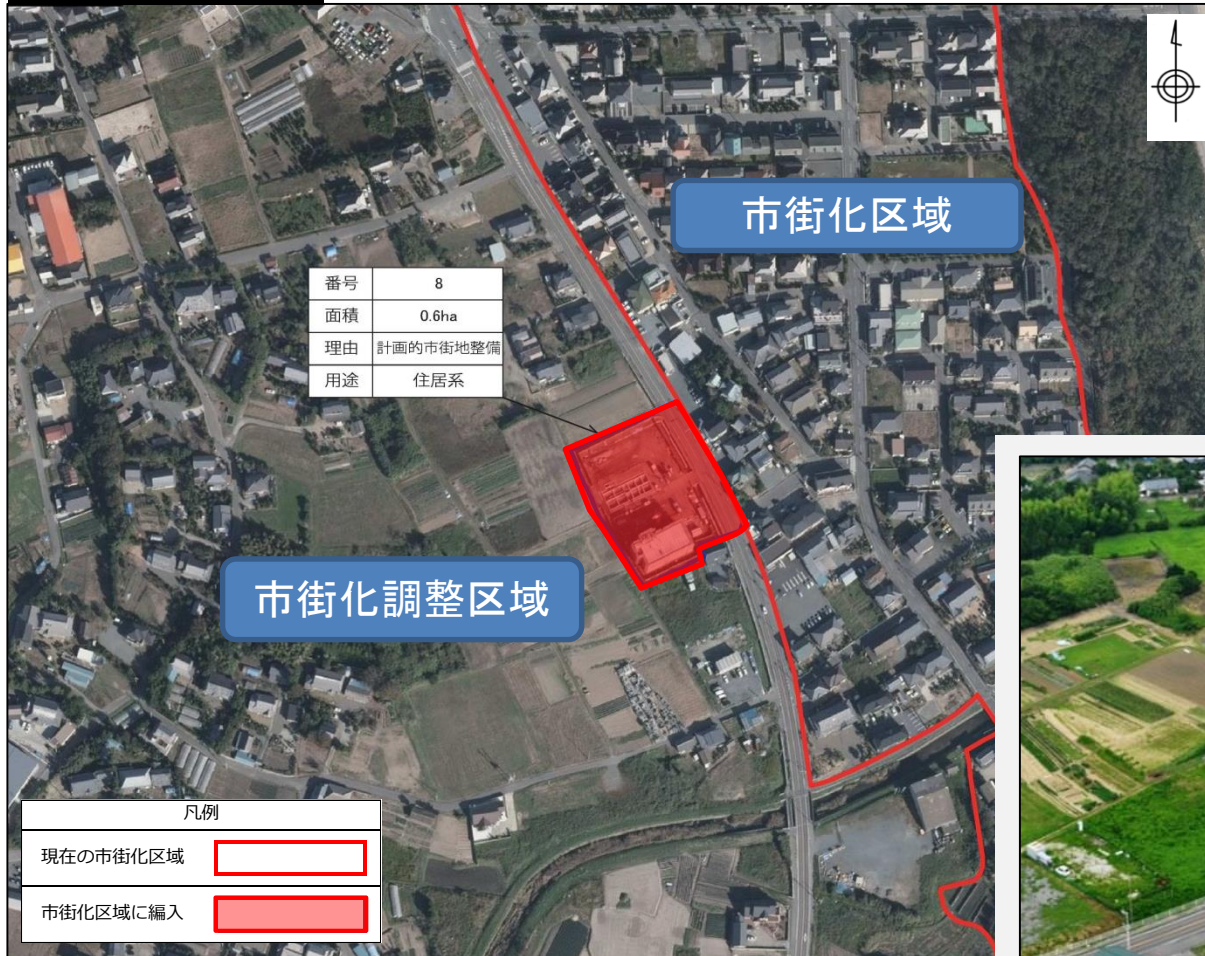 市街化区域
番号 8
面積 0.6ha
理由 計画的市街地整備
用途 住居系
市街化調整区域
凡例
現在の市街化区域
市街化区域に編入